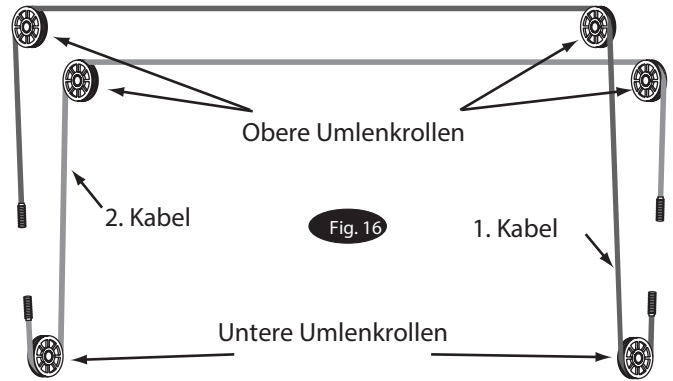 Obere Umlenkrollen
2. Kabel
Fig. 16
1. Kabel
Untere Umlenkrollen